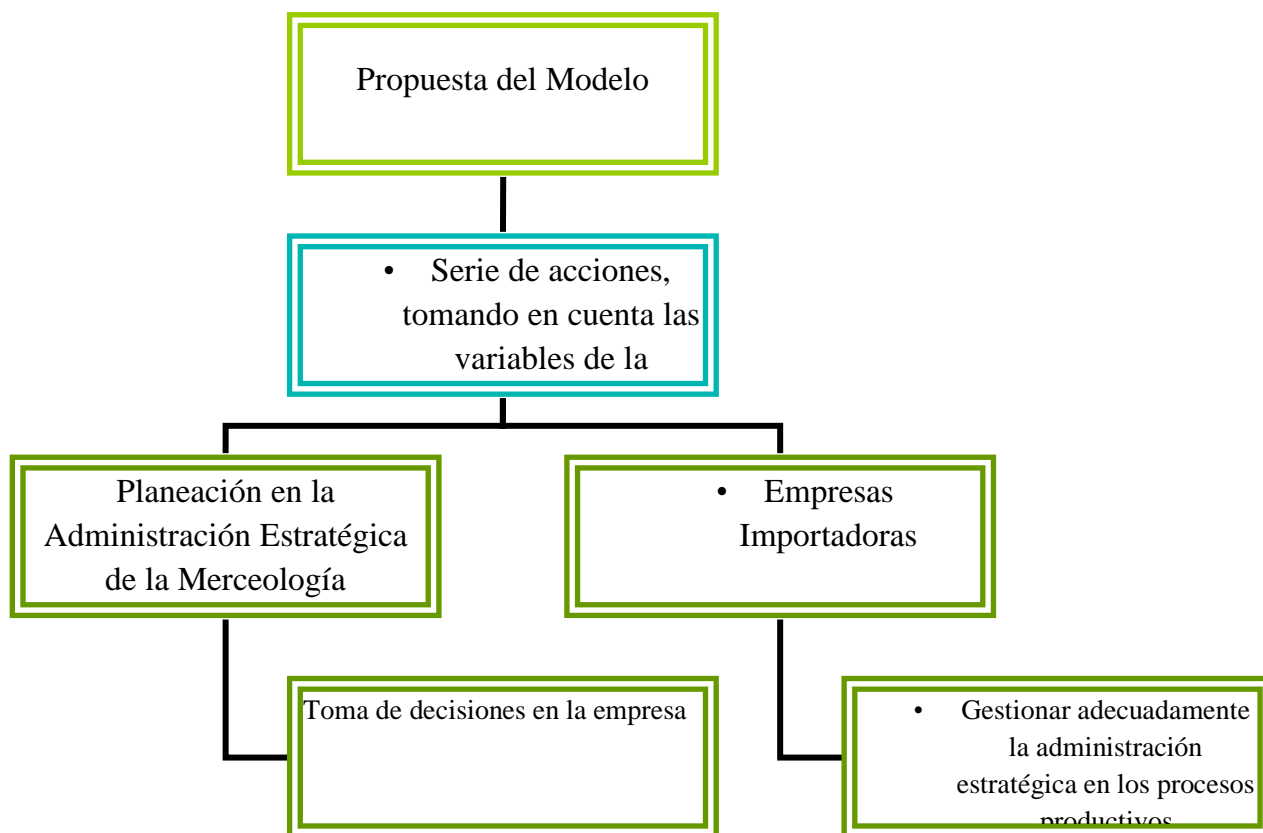 Propuesta del Modelo
• Serie de acciones,
tomando en cuenta las
variables de la
Planeación en la
Administración Estratégica
de la Merceología
• Empresas
Importadoras
Toma de decisiones en la empresa
• Gestionar adecuadamente
la administración
estratégica en los procesos
productivos